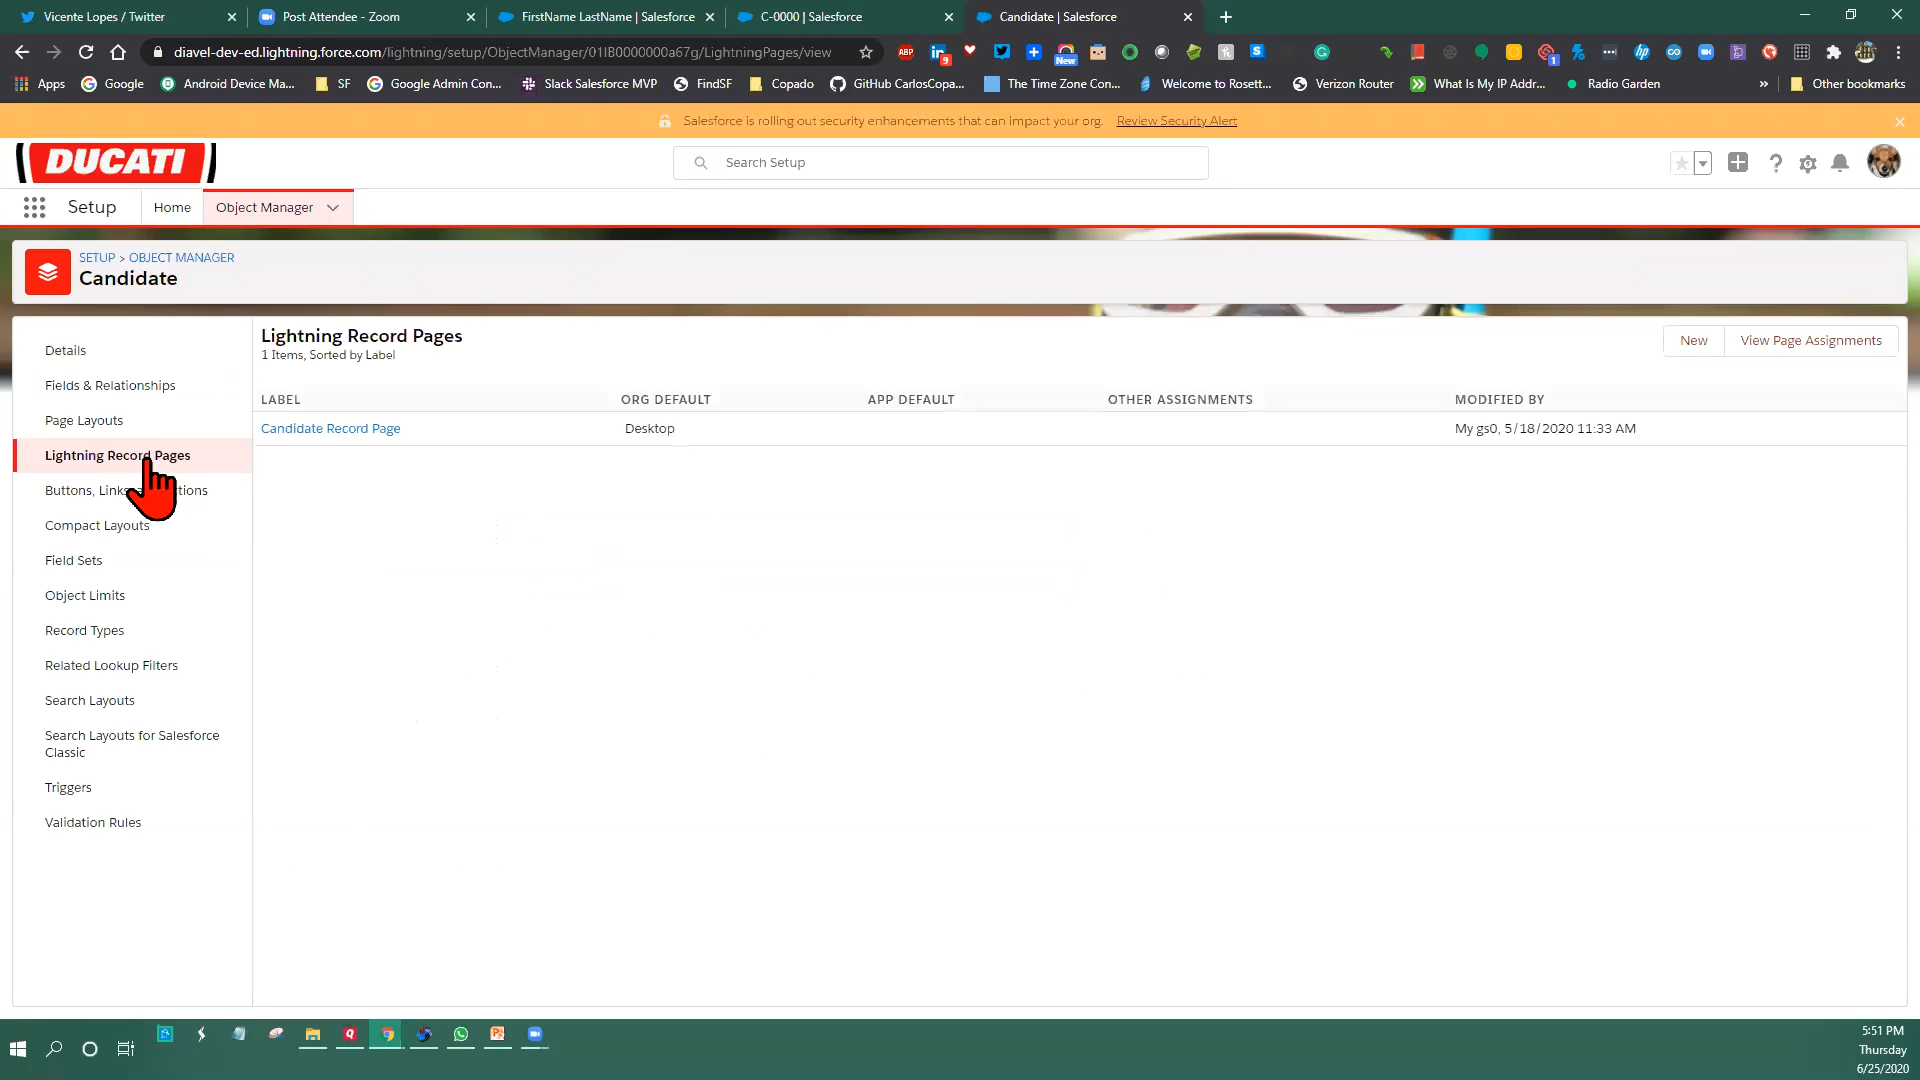 Vicente Lopes / Twitter
Post Attendee - Zoom
FirstName LastName | Salesforce
C-0000 | Salesforce
Candidate | Salesforce
diavel-dev-ed.lightning.force.com/lightning/setup/ObjectManager/01IB0000000a67g/LightningPages/view
ABP
9
New
1
Apps
Google
Android Device Ma...
SF
Google Admin Con...
Slack Salesforce MVP
FindSF
Copado
GitHub CarlosCopa...
The Time Zone Con...
Welcome to Rosett...
Verizon Router
What Is My IP Addr...
Radio Garden
»
Other bookmarks
Salesforce is rolling out security enhancements that can impact your org. Review Security Alert
DUCATI
Search Setup
Setup
Home
Object Manager
SETUP > OBJECT MANAGER
Candidate
Details
Fields & Relationships
Page Layouts
Lightning Record Pages
Buttons, Links
Compact Layouts
Field Sets
Object Limits
Record Types
Related Lookup Filters
Search Layouts
Search Layouts for Salesforce
Classic
Triggers
Validation Rules
Lightning Record Pages
1 Items, Sorted by Label
New
View Page Assignments
LABEL ORG DEFAULT APP DEFAULT OTHER ASSIGNMENTS MODIFIED BY
Candidate Record Page Desktop My gs0, 5/18/2020 11:33 AM
5:51 PM
Thursday
6/25/2020